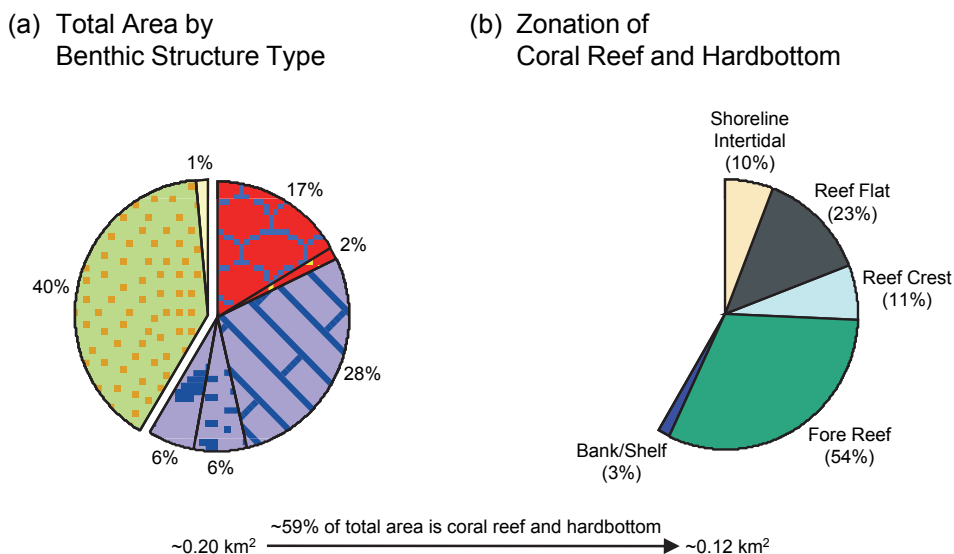 (a) Total Area by
Benthic Structure Type
(b) Zonation of
Coral Reef and Hardbottom
1%
17%
2%
40%
28%
6%
6%
Shoreline
Intertidal
(10%)
Reef Flat
(23%)
Reef Crest
(11%)
Fore Reef
(54%)
Bank/Shelf
(3%)
~59% of total area is coral reef and hardbottom
~0.20 km²
~0.12 km²